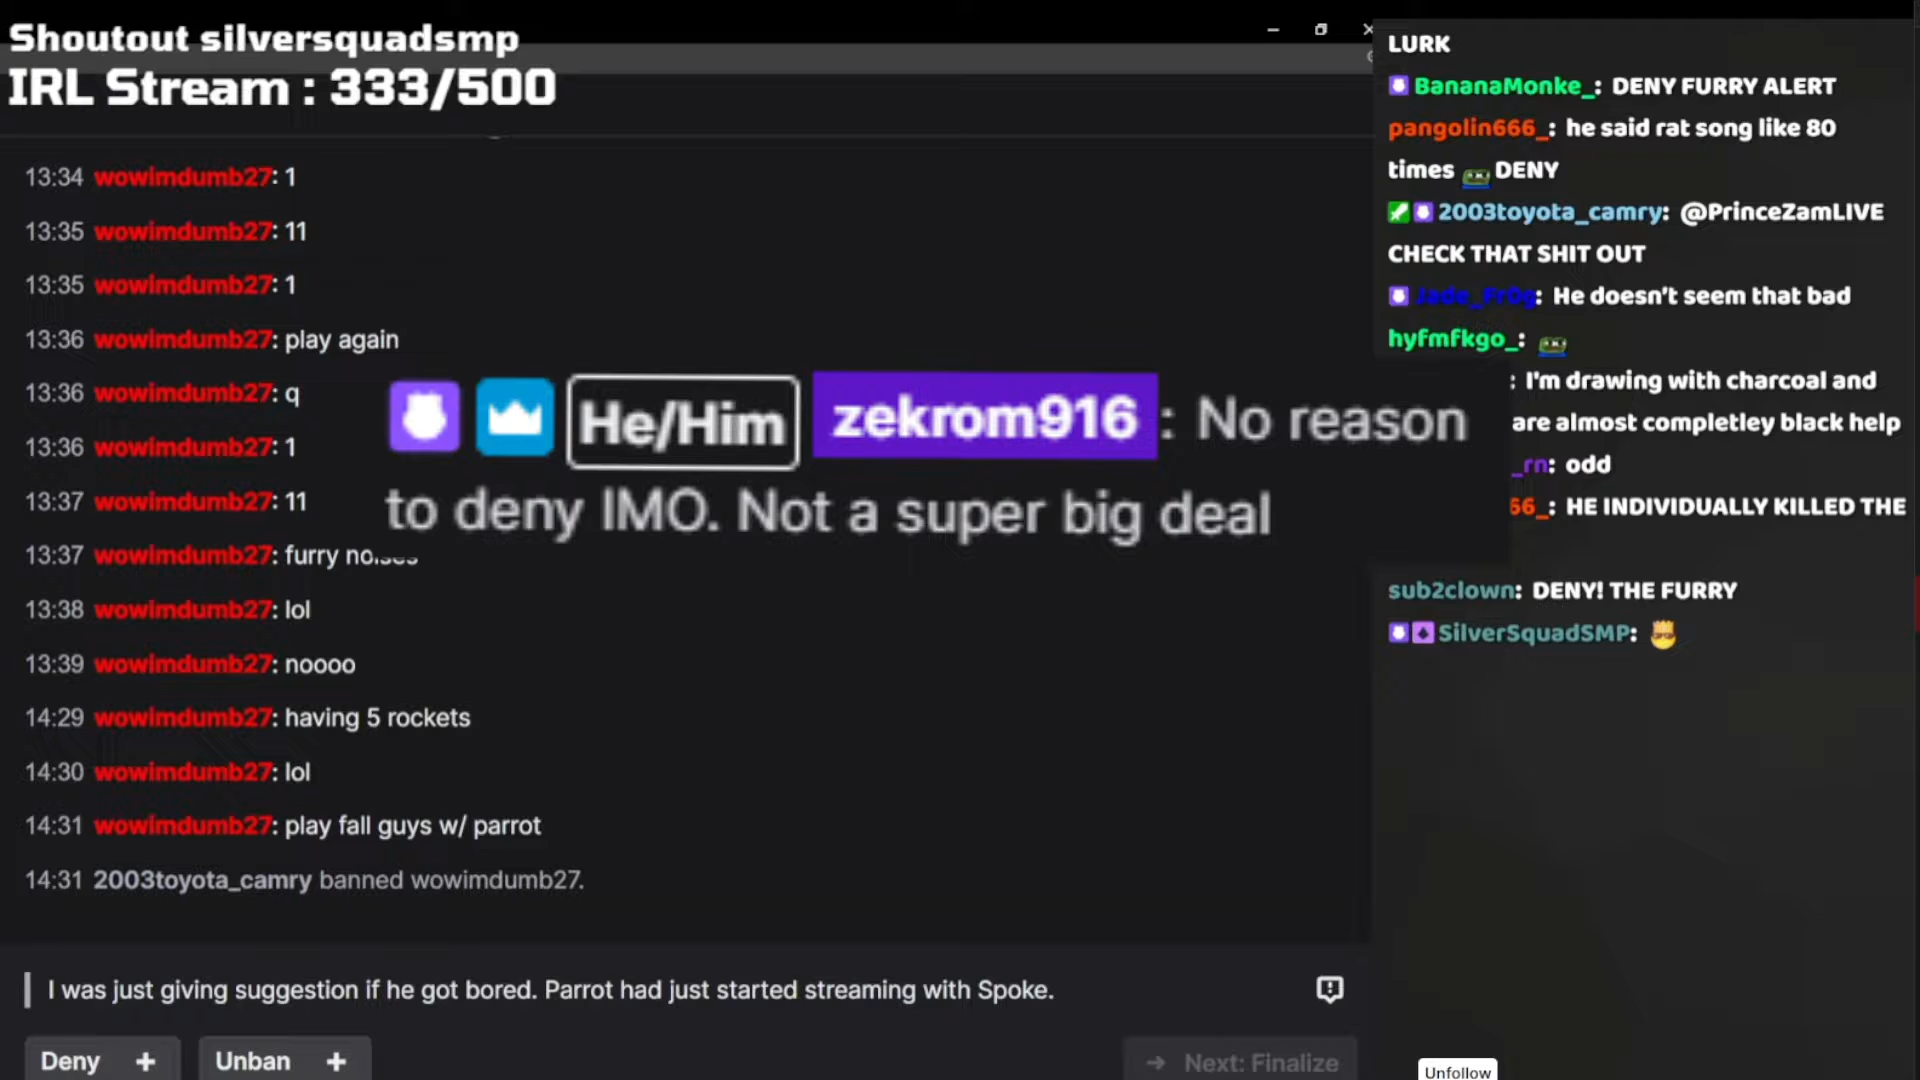 Shoutout silversquadsmp
IRL Stream : 333/500
13:34 wowimdumb27: 1
13:35 wowimdumb27: 11
13:35 wowimdumb27: 1
13:36 wowimdumb27: play again
13:36 wowimdumb27: q
13:36 wowimdumb27: 1
13:37 wowimdumb27: 11
13:37 wowimdumb27: furry noises
13:38 wowimdumb27: lol
13:39 wowimdumb27: noooo
14:29 wowimdumb27: having 5 rockets
14:30 wowimdumb27: lol
14:31 wowimdumb27: play fall guys w/ parrot
14:31 2003toyota_camry banned wowimdumb27.
He/Him zekrom916: No reason
to deny IMO. Not a super big deal
I was just giving suggestion if he got bored. Parrot had just started streaming with Spoke.
Deny +
Unban +
→ Next: Finalize
LURK
BananaMonke_: DENY FURRY ALERT
pangolin666_: he said rat song like 80
times DENY
2003toyota_camry: @PrinceZamLIVE
CHECK THAT SHIT OUT
Jade_Fr0g: He doesn't seem that bad
hyfmfkgo_:
: I'm drawing with charcoal and
are almost completley black help
_rn: odd
66_: HE INDIVIDUALLY KILLED THE
sub2clown: DENY! THE FURRY
SilverSquadSMP:
Unfollow